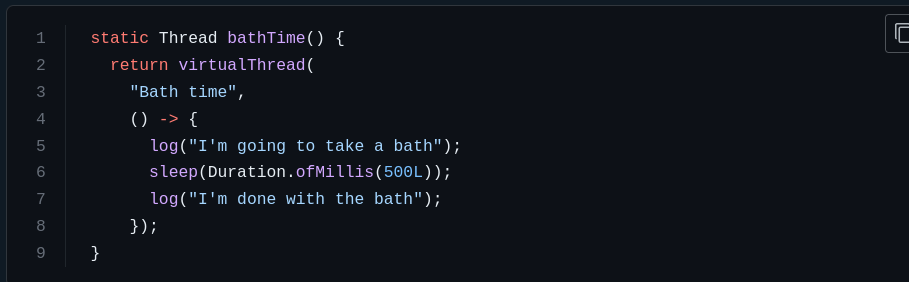 1 static Thread bathTime() {
2 return virtualThread(
3 "Bath time",
4 () -> {
5 log("I'm going to take a bath");
6 sleep(Duration.ofMillis(500L));
7 log("I'm done with the bath");
8 });
9 }